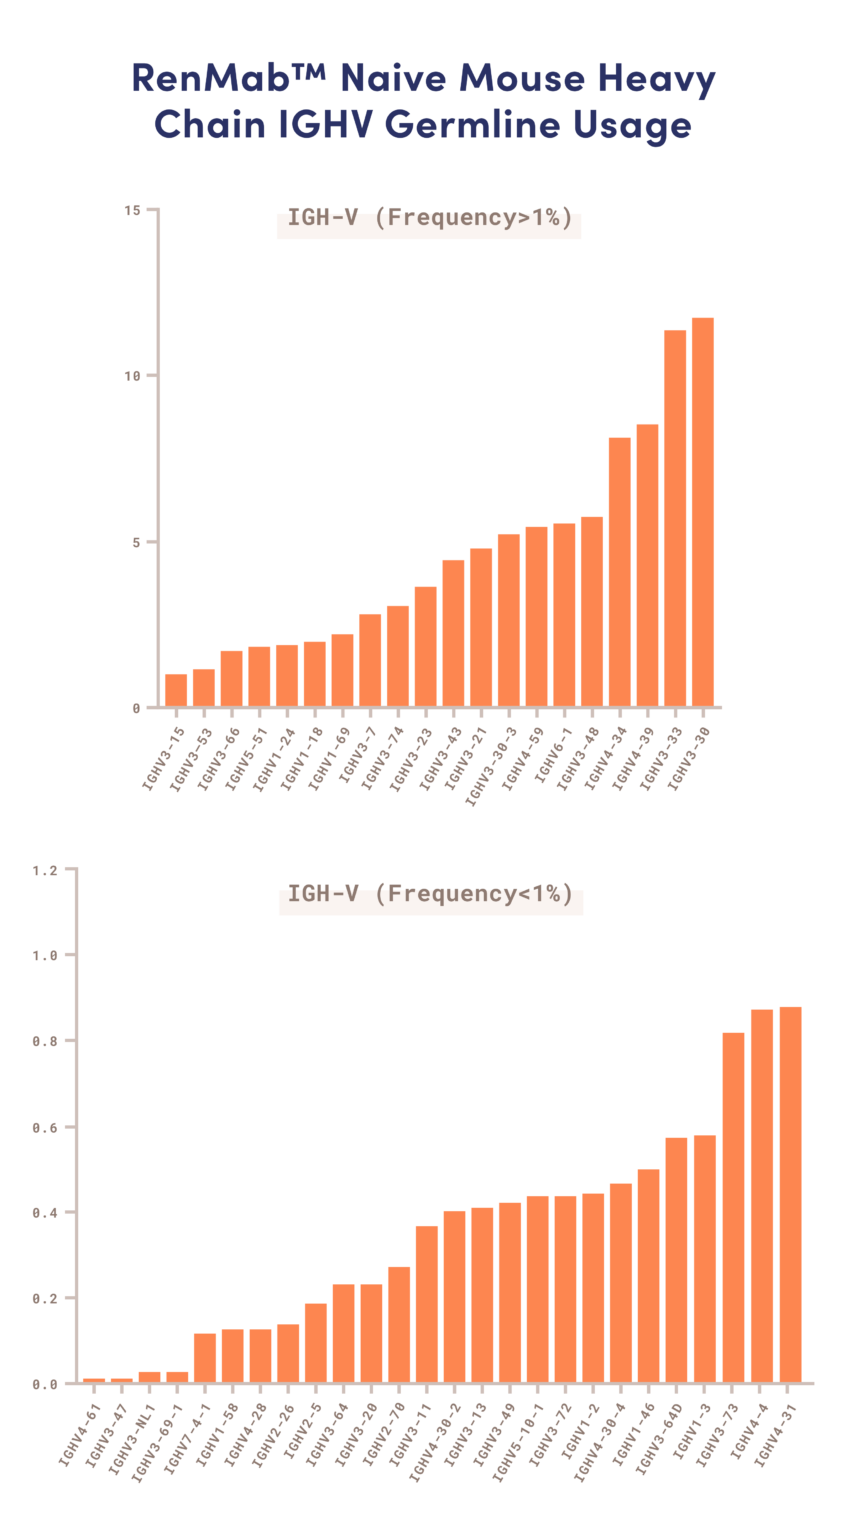 RenMab™ Naive Mouse Heavy
Chain IGHV Germline Usage
IGH-V (Frequency>1%)
15
10
5
0
IGHV3-15
IGHV3-53
IGHV3-66
IGHV5-51
IGHV1-24
IGHV1-18
IGHV1-69
IGHV3-7
IGHV3-74
IGHV3-23
IGHV3-43
IGHV3-21
IGHV3-30-3
IGHV4-59
IGHV6-1
IGHV3-48
IGHV4-34
IGHV4-39
IGHV3-33
IGHV3-30
IGH-V (Frequency<1%)
1.2
1.0
0.8
0.6
0.4
0.2
0.0
IGHV4-61
IGHV3-47
IGHV3-NL1
IGHV3-69-1
IGHV7-4-1
IGHV1-58
IGHV4-28
IGHV2-26
IGHV2-5
IGHV3-64
IGHV3-20
IGHV2-70
IGHV3-11
IGHV4-30-2
IGHV3-13
IGHV3-49
IGHV5-10-1
IGHV3-72
IGHV1-2
IGHV4-30-4
IGHV1-46
IGHV3-64D
IGHV1-3
IGHV3-73
IGHV4-4
IGHV4-31